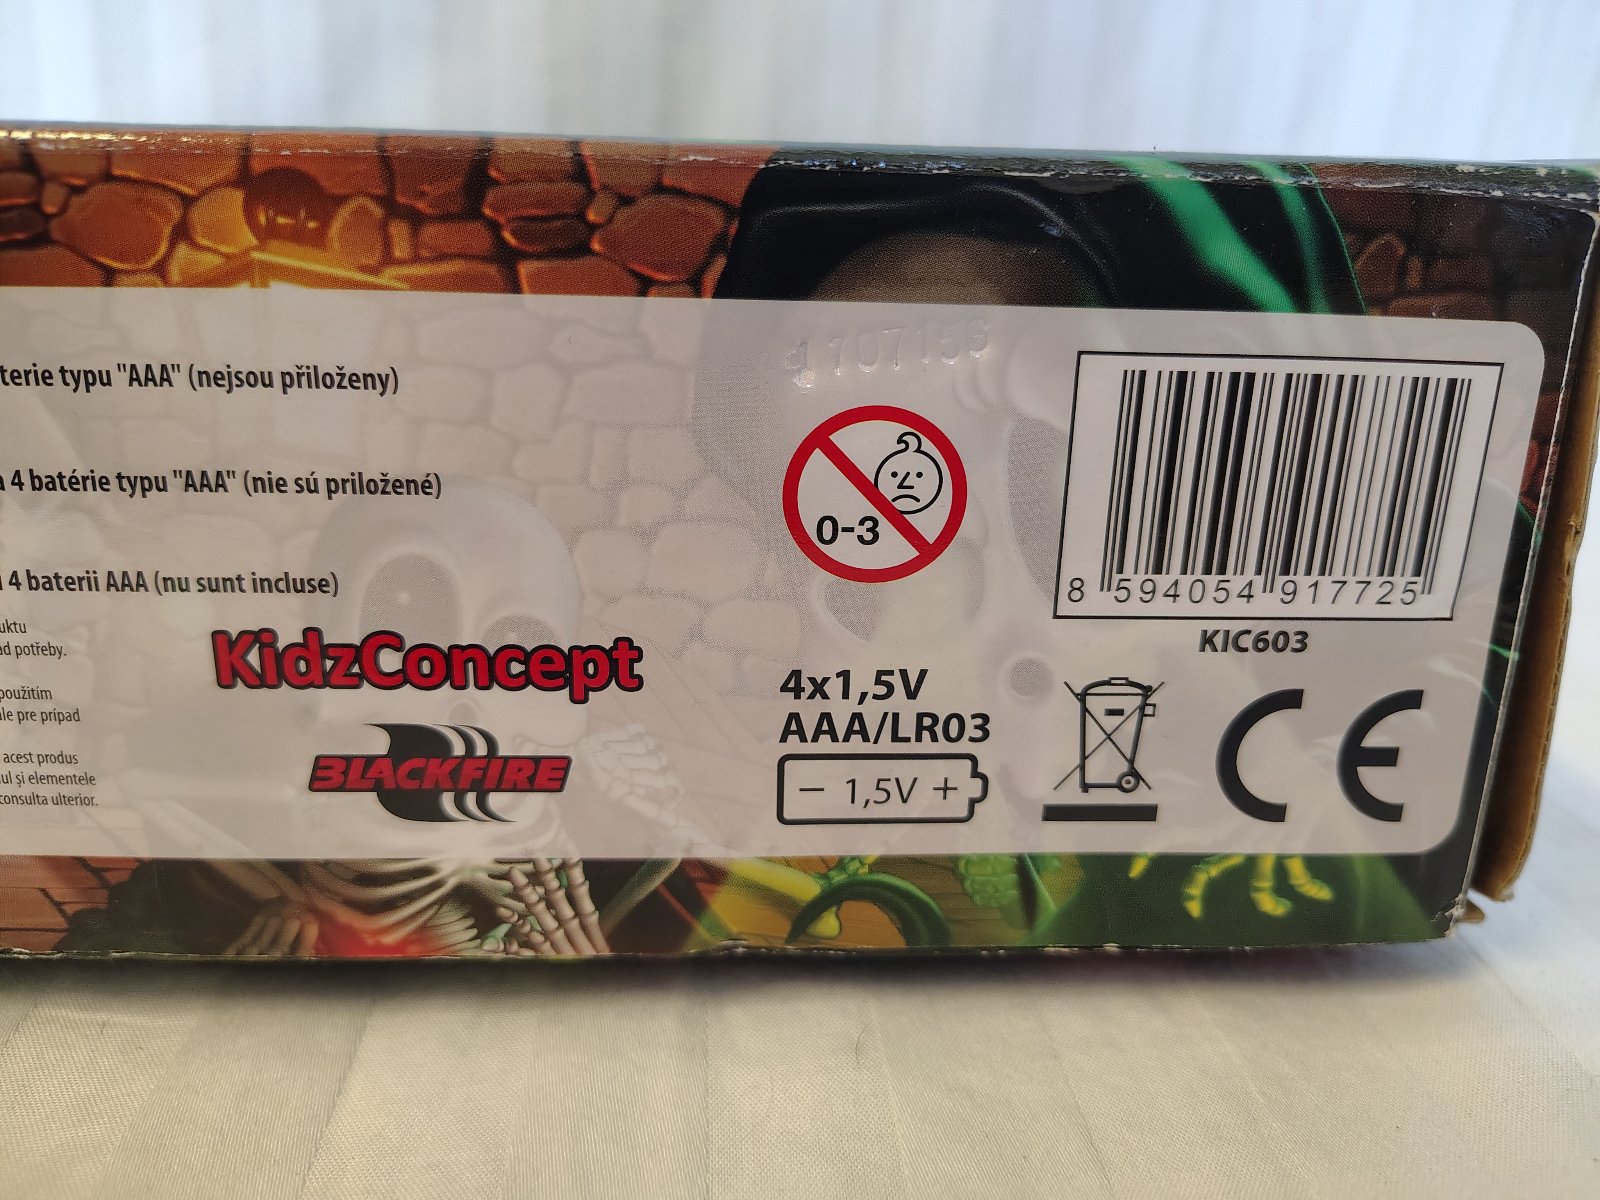 terie typu "AAA" (nejsou přiloženy)
4 batérie typu "AAA" (nie sú priložené)
4 baterii AAA (nu sunt incluse)
uktu
ad potřeby.
použitím
le pre prípad
acest produs
ul și elementele
consulta ulterior.
KidzConcept
BLACKFIRE
0-3
4x1,5V
AAA/LR03
− 1,5V +
8 594054 917725
KIC603
CE